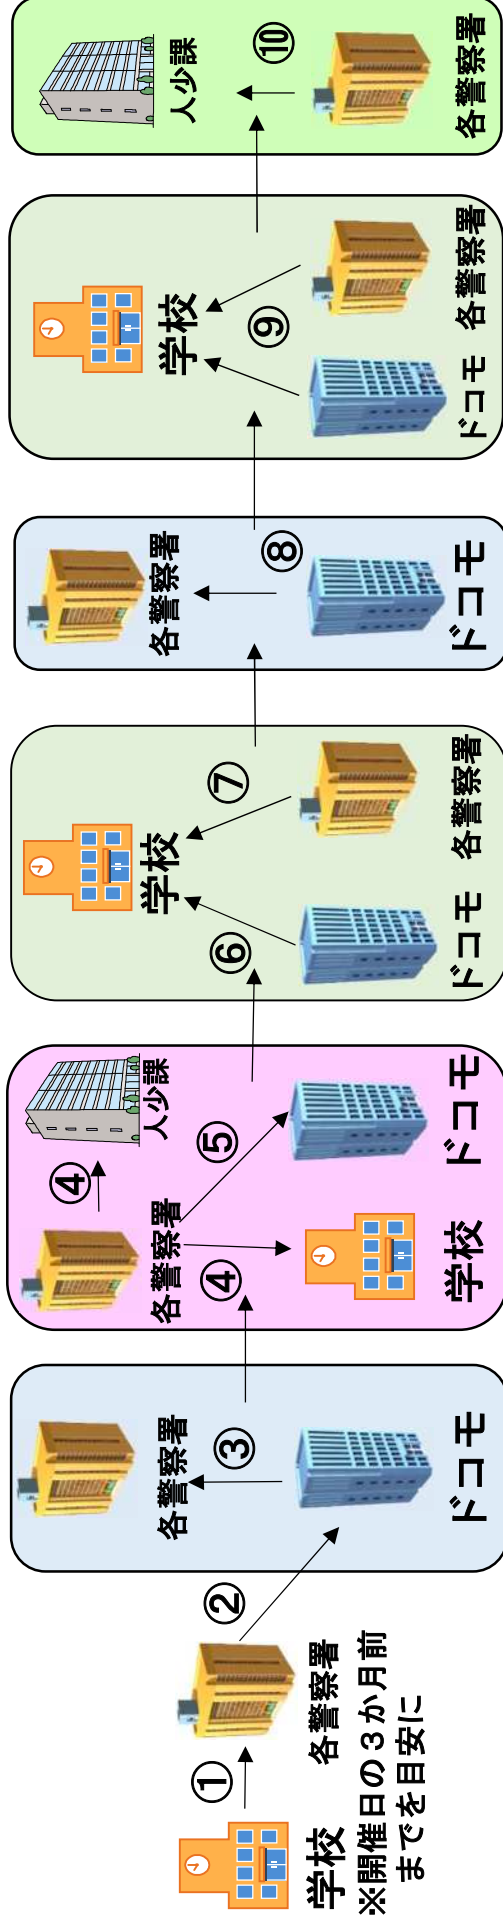 ①
学校
各警察署
※開催日の3か月前
までを目安に
②
各警察署
③
ドコモ
各警察署
④
人少課
④
⑤
学校
ドコモ
学校
⑥
⑦
ドコモ
各警察署
各警察署
⑧
ドコモ
学校
⑨
ドコモ
各警察署
人少課
⑩
各警察署